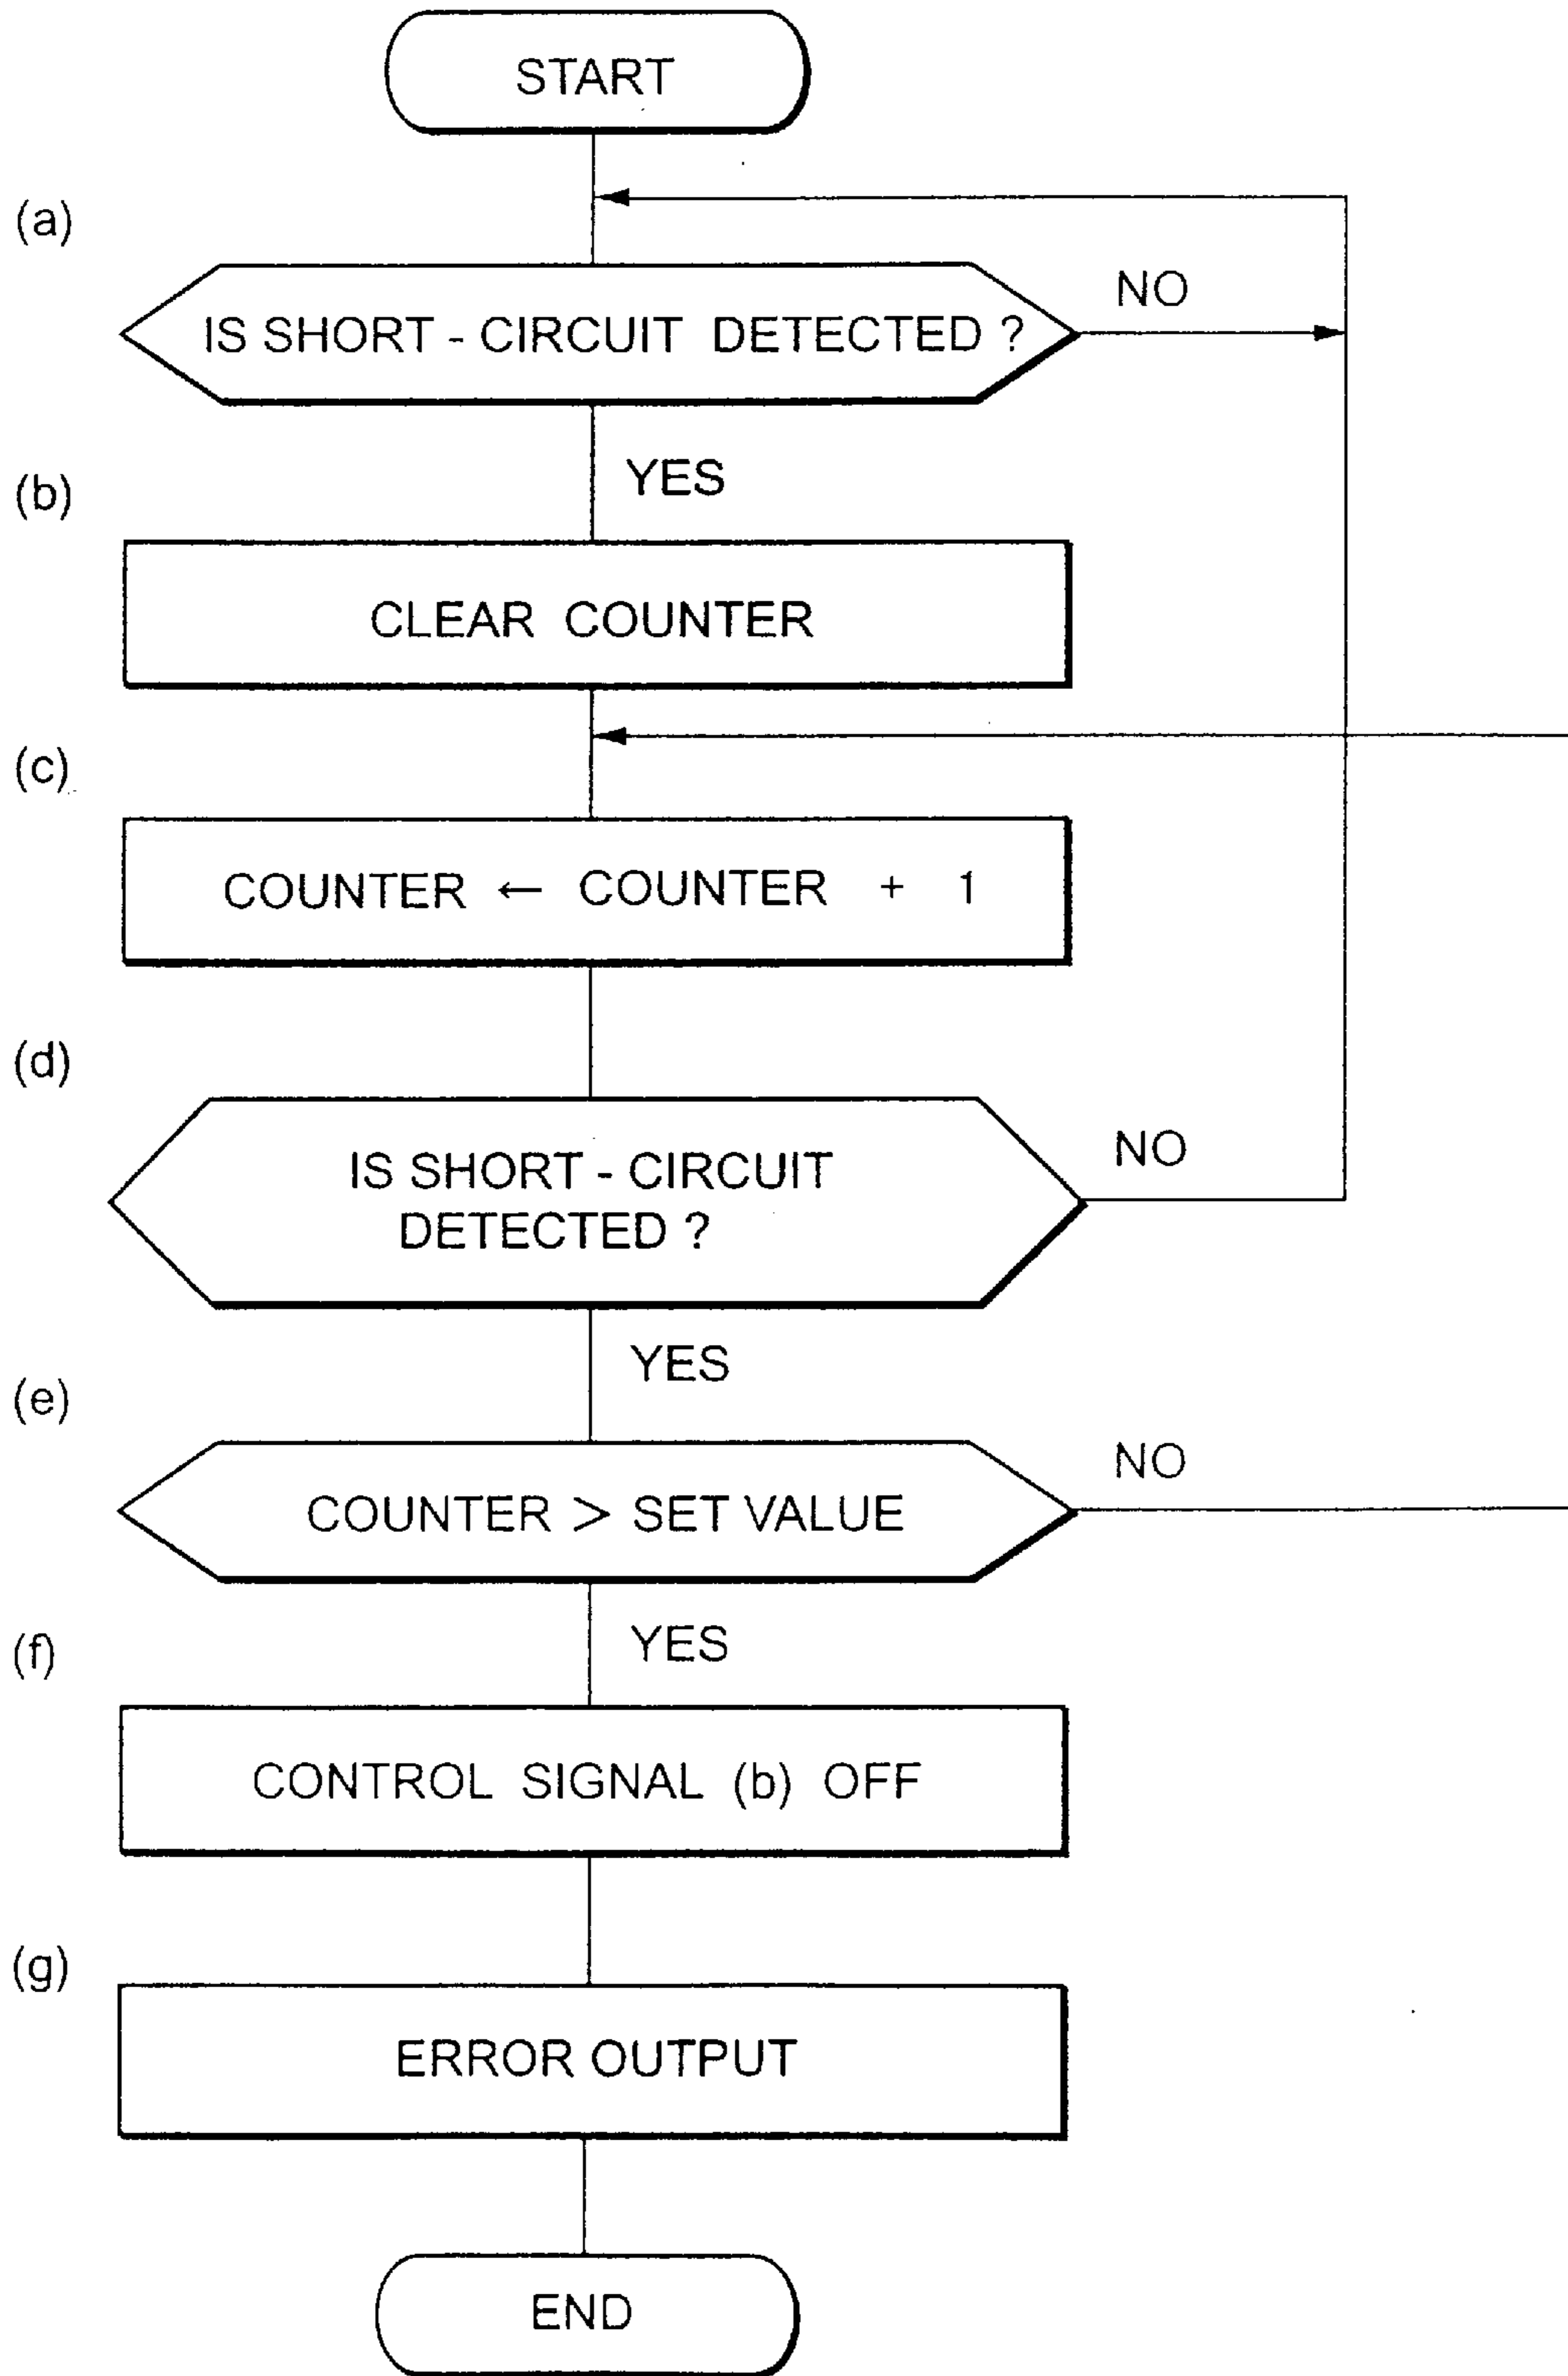 START
(a)
NO
IS SHORT - CIRCUIT DETECTED ?
YES
(b)
CLEAR COUNTER
(c)
COUNTER ← COUNTER + 1
(d)
NO
IS SHORT - CIRCUIT
DETECTED ?
YES
(e)
NO
COUNTER > SET VALUE
YES
(f)
CONTROL SIGNAL (b) OFF
(g)
ERROR OUTPUT
END